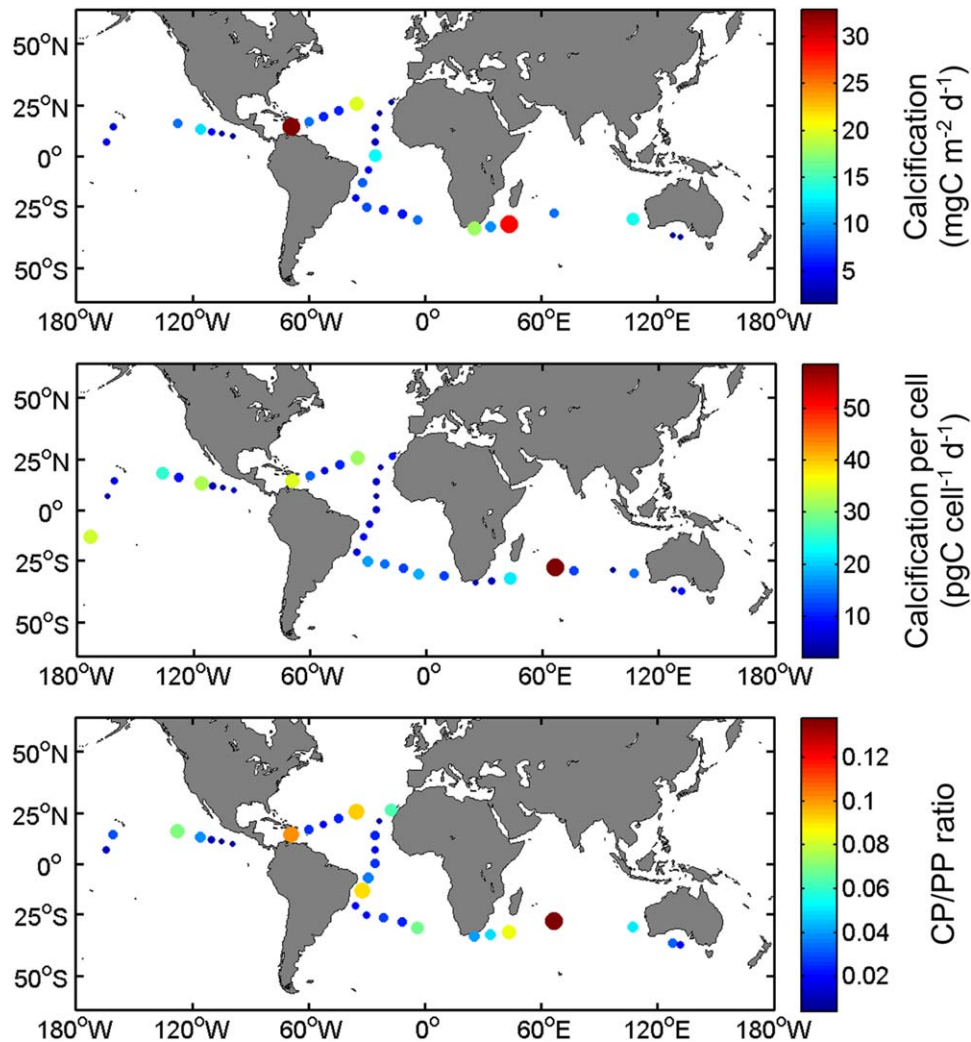 50°N
25°N
0°
25°S
50°S
180°W 120°W 60°W 0° 60°E 120°E 180°W
30
25
20
15
10
5
Calcification
(mgC m⁻² d⁻¹)
50°N
25°N
0°
25°S
50°S
180°W 120°W 60°W 0° 60°E 120°E 180°W
50
40
30
20
10
Calcification per cell
(pgC cell⁻¹ d⁻¹)
50°N
25°N
0°
25°S
50°S
180°W 120°W 60°W 0° 60°E 120°E 180°W
0.12
0.1
0.08
0.06
0.04
0.02
CP/PP ratio